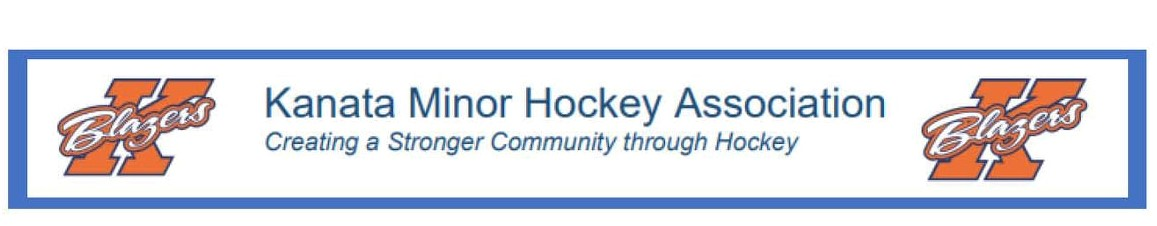 K
Blazers
Kanata Minor Hockey Association
Creating a Stronger Community through Hockey
K
Blazers